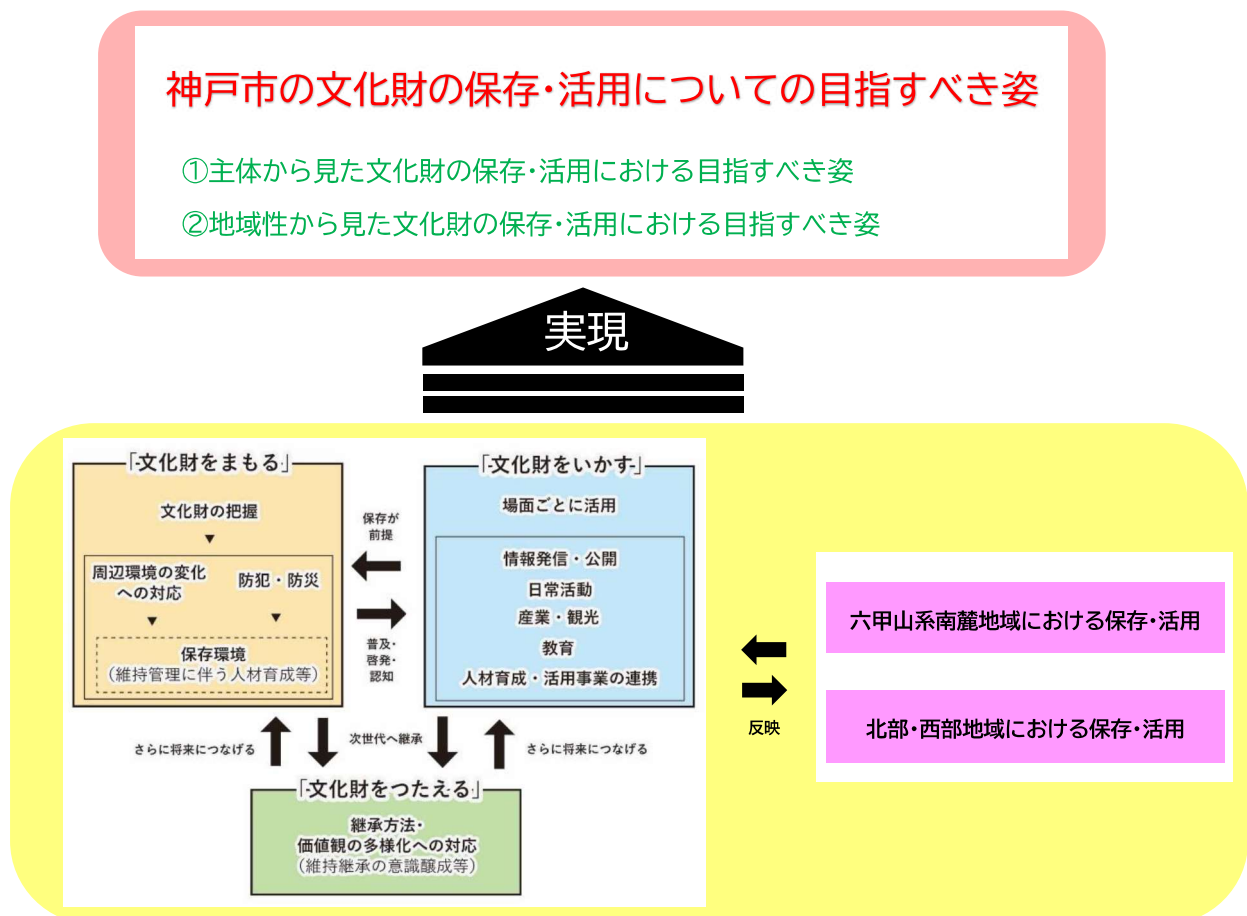 神戸市の文化財の保存・活用についての目指すべき姿
①主体から見た文化財の保存・活用における目指すべき姿
②地域性から見た文化財の保存・活用における目指すべき姿
実現
「文化財をまもる」
文化財の把握
▼
周辺環境の変化
への対応
防犯・防災
▼
▼
保存環境
(維持管理に伴う人材育成等)
保存が
前提
普及・
啓発・
認知
「文化財をいかす」
場面ごとに活用
情報発信・公開
日常活動
産業・観光
教育
人材育成・活用事業の連携
さらに将来につなげる
次世代へ継承
さらに将来につなげる
「文化財をつたえる」
継承方法・
価値観の多様化への対応
(維持継承の意識醸成等)
反映
六甲山系南麓地域における保存・活用
北部・西部地域における保存・活用